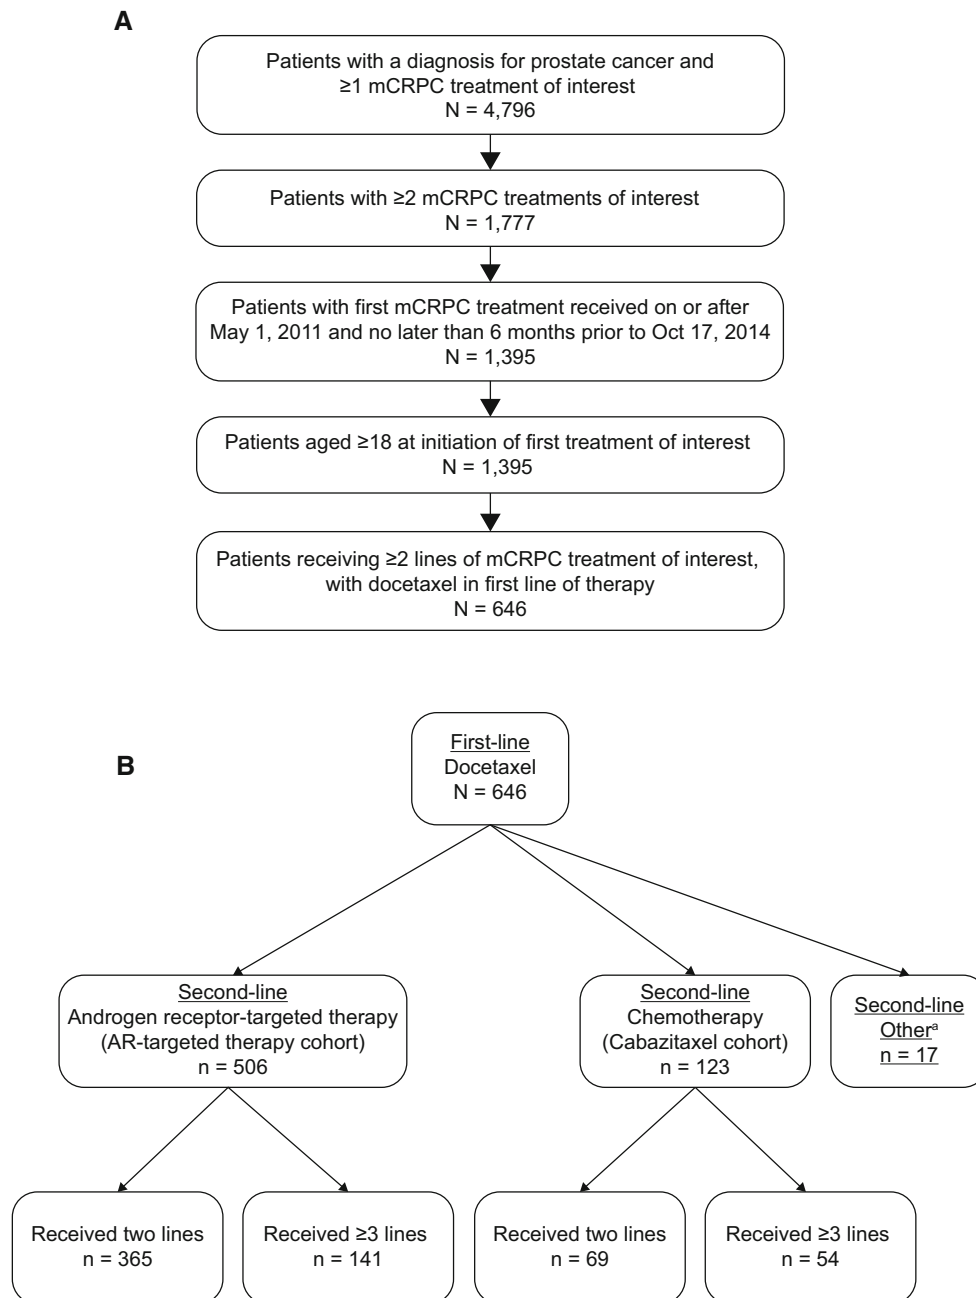 A
Patients with a diagnosis for prostate cancer and
≥1 mCRPC treatment of interest
N = 4,796
Patients with ≥2 mCRPC treatments of interest
N = 1,777
Patients with first mCRPC treatment received on or after
May 1, 2011 and no later than 6 months prior to Oct 17, 2014
N = 1,395
Patients aged ≥18 at initiation of first treatment of interest
N = 1,395
Patients receiving ≥2 lines of mCRPC treatment of interest,
with docetaxel in first line of therapy
N = 646
B
First-line
Docetaxel
N = 646
Second-line
Androgen receptor-targeted therapy
(AR-targeted therapy cohort)
n = 506
Second-line
Chemotherapy
(Cabazitaxel cohort)
n = 123
Second-line
Otherᵃ
n = 17
Received two lines
n = 365
Received ≥3 lines
n = 141
Received two lines
n = 69
Received ≥3 lines
n = 54